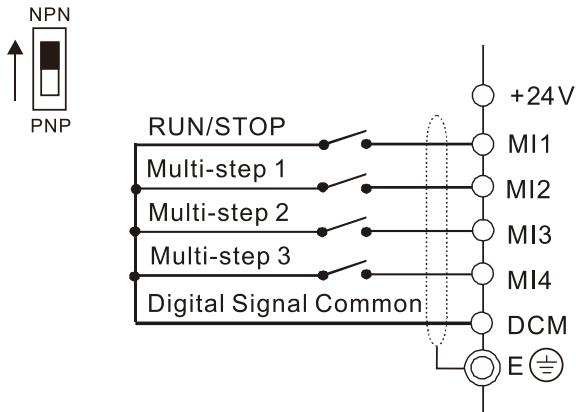 NPN
PNP
+24V
RUN/STOP
MI1
Multi-step 1
MI2
Multi-step 2
MI3
Multi-step 3
MI4
Digital Signal Common
DCM
E